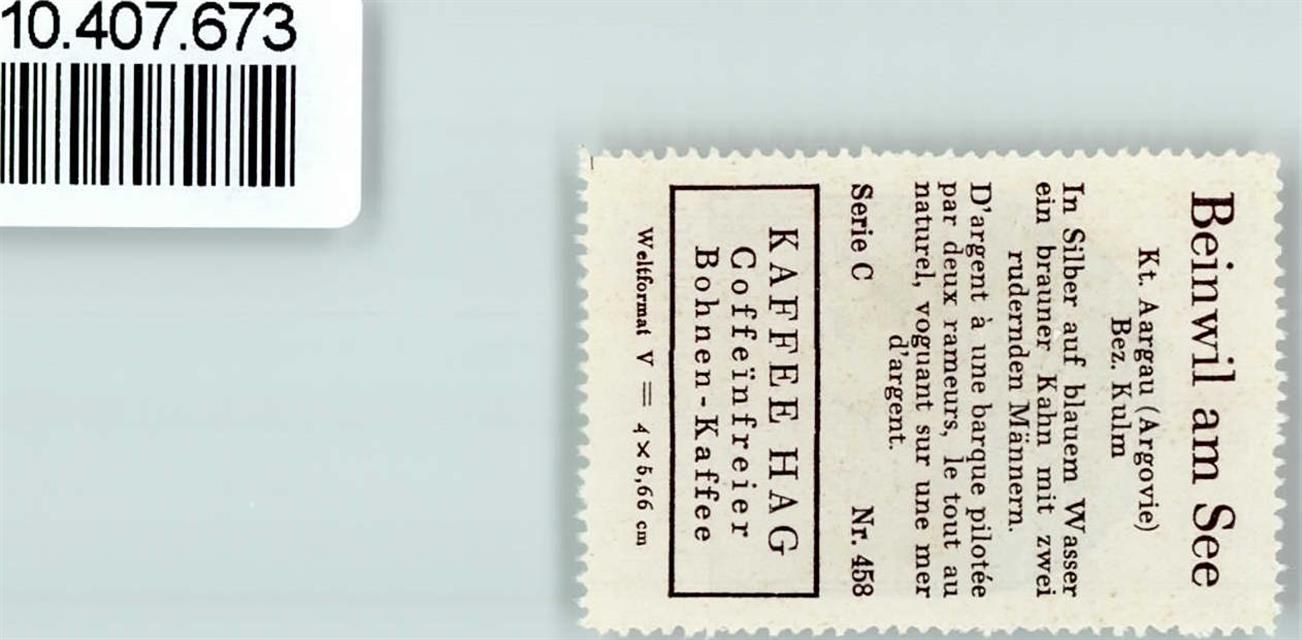 10.407.673
Beinwil am See
Kt. Aargau (Argovie)
Bez. Kulm
In Silber auf blauem Wasser
ein brauner Kahn mit zwei
rudernden Männern.
D'argent à une barque pilotée
par deux rameurs, le tout au
naturel, voguant sur une mer
d'argent.
Serie C Nr. 458
KAFFEE HAG
Coffeïnfreier
Bohnen-Kaffee
Weltformat V = 4×5,66 cm